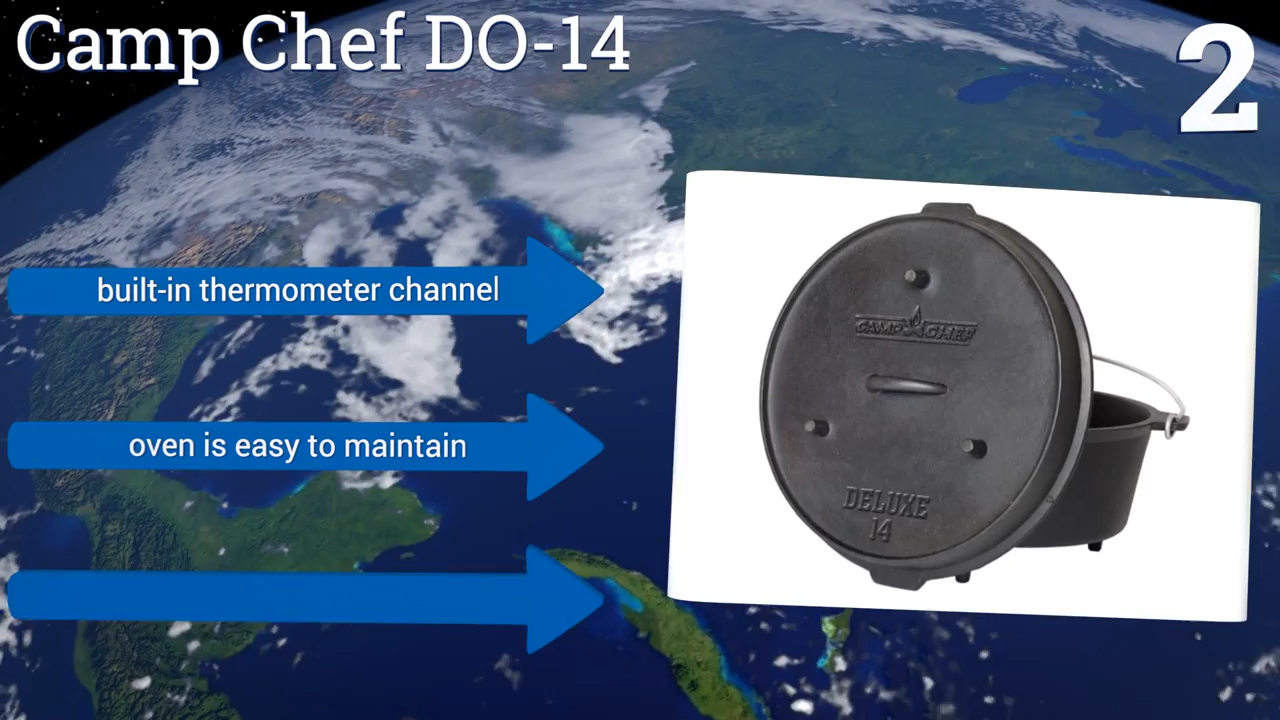 Camp Chef DO-14
2
built-in thermometer channel
oven is easy to maintain
CAMP CHEF
DELUXE
14